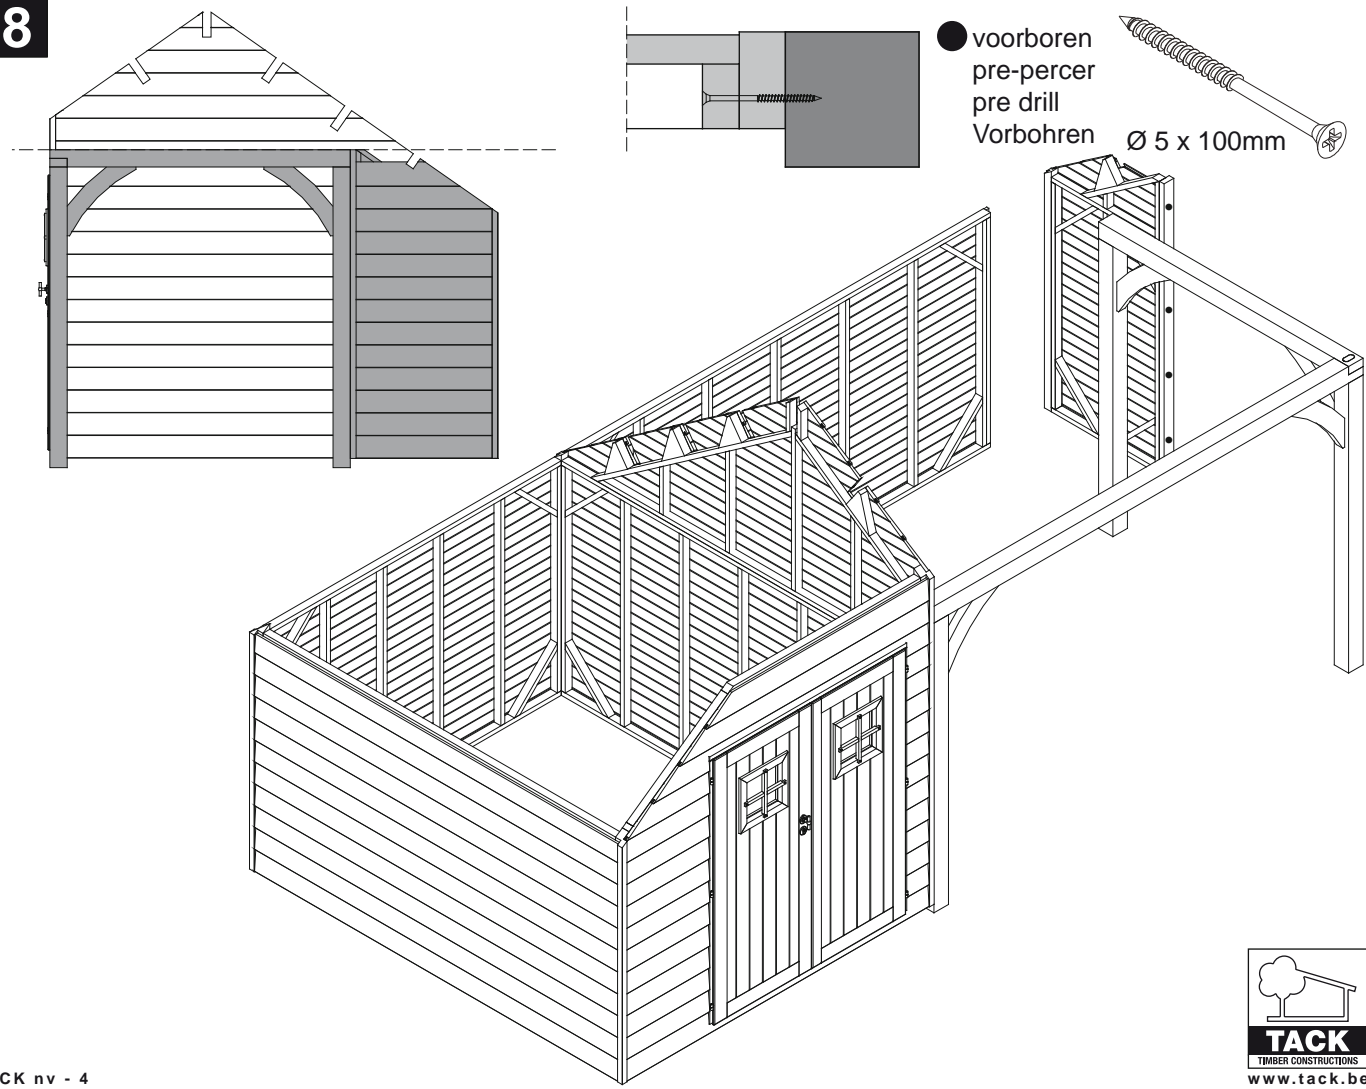 8
voorboren
pre-percer
pre drill
Vorbohren
Ø 5 x 100mm
TACK
TIMBER CONSTRUCTIONS
www.tack.be
CK nv - 4